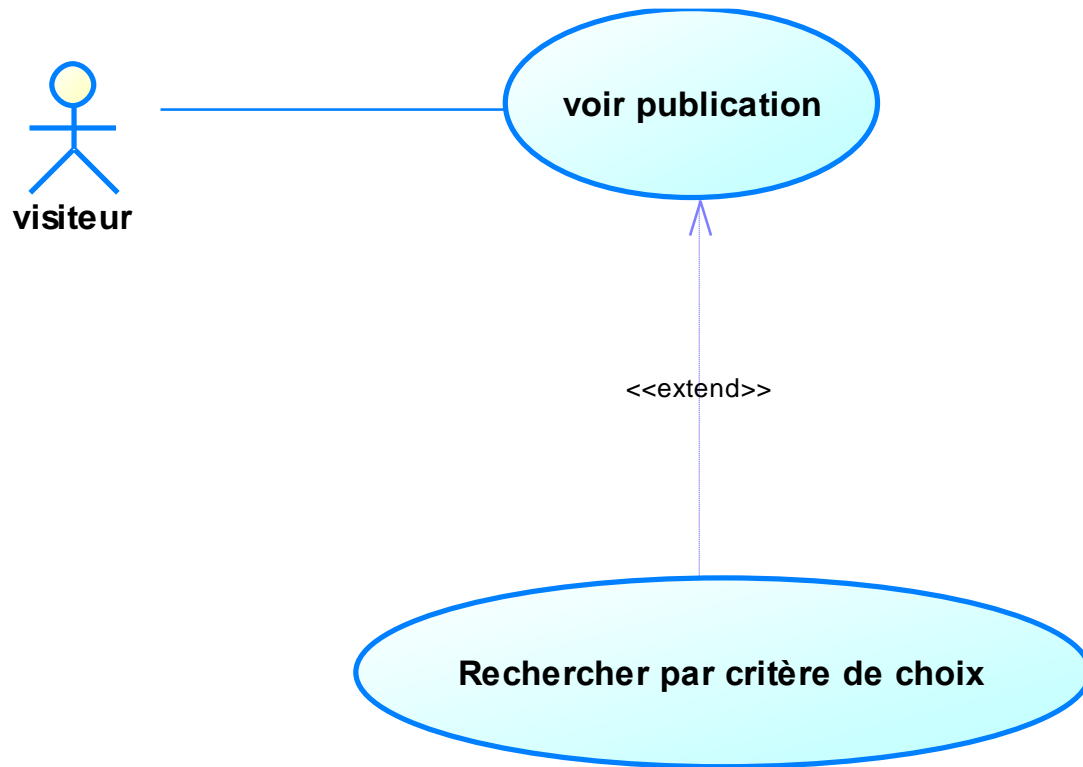 voir publication
visiteur
<<extend>>
Rechercher par critère de choix